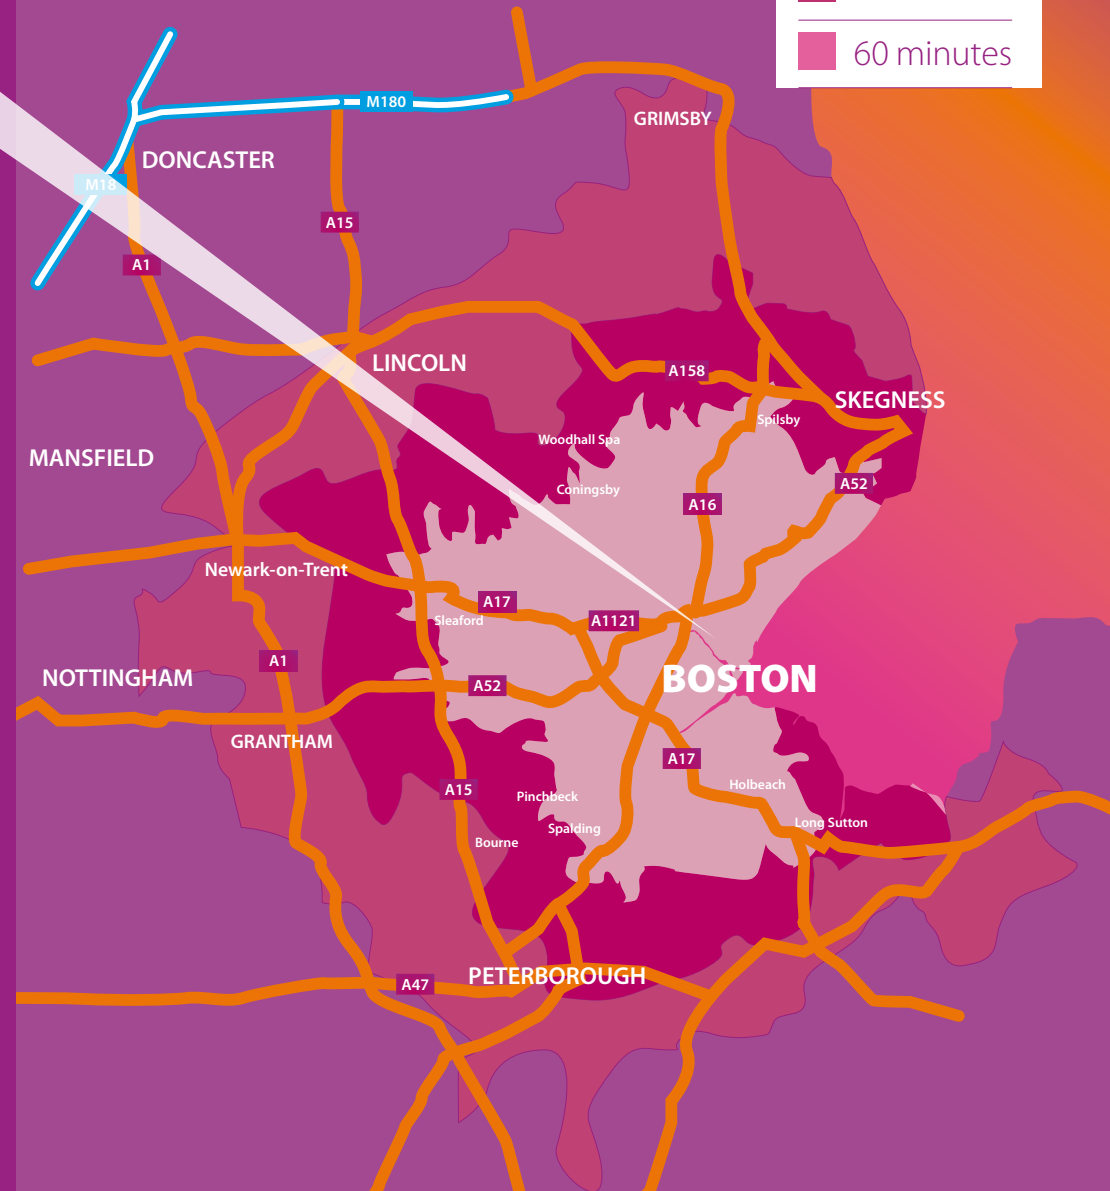 60 minutes
M180
GRIMSBY
DONCASTER
M18
A15
A1
LINCOLN
A158
SKEGNESS
Spilsby
Woodhall Spa
MANSFIELD
A52
Coningsby
A16
Newark-on-Trent
A17
Sleaford
A1121
A1
NOTTINGHAM
A52
BOSTON
GRANTHAM
A17
A15
Holbeach
Pinchbeck
Long Sutton
Spalding
Bourne
PETERBOROUGH
A47